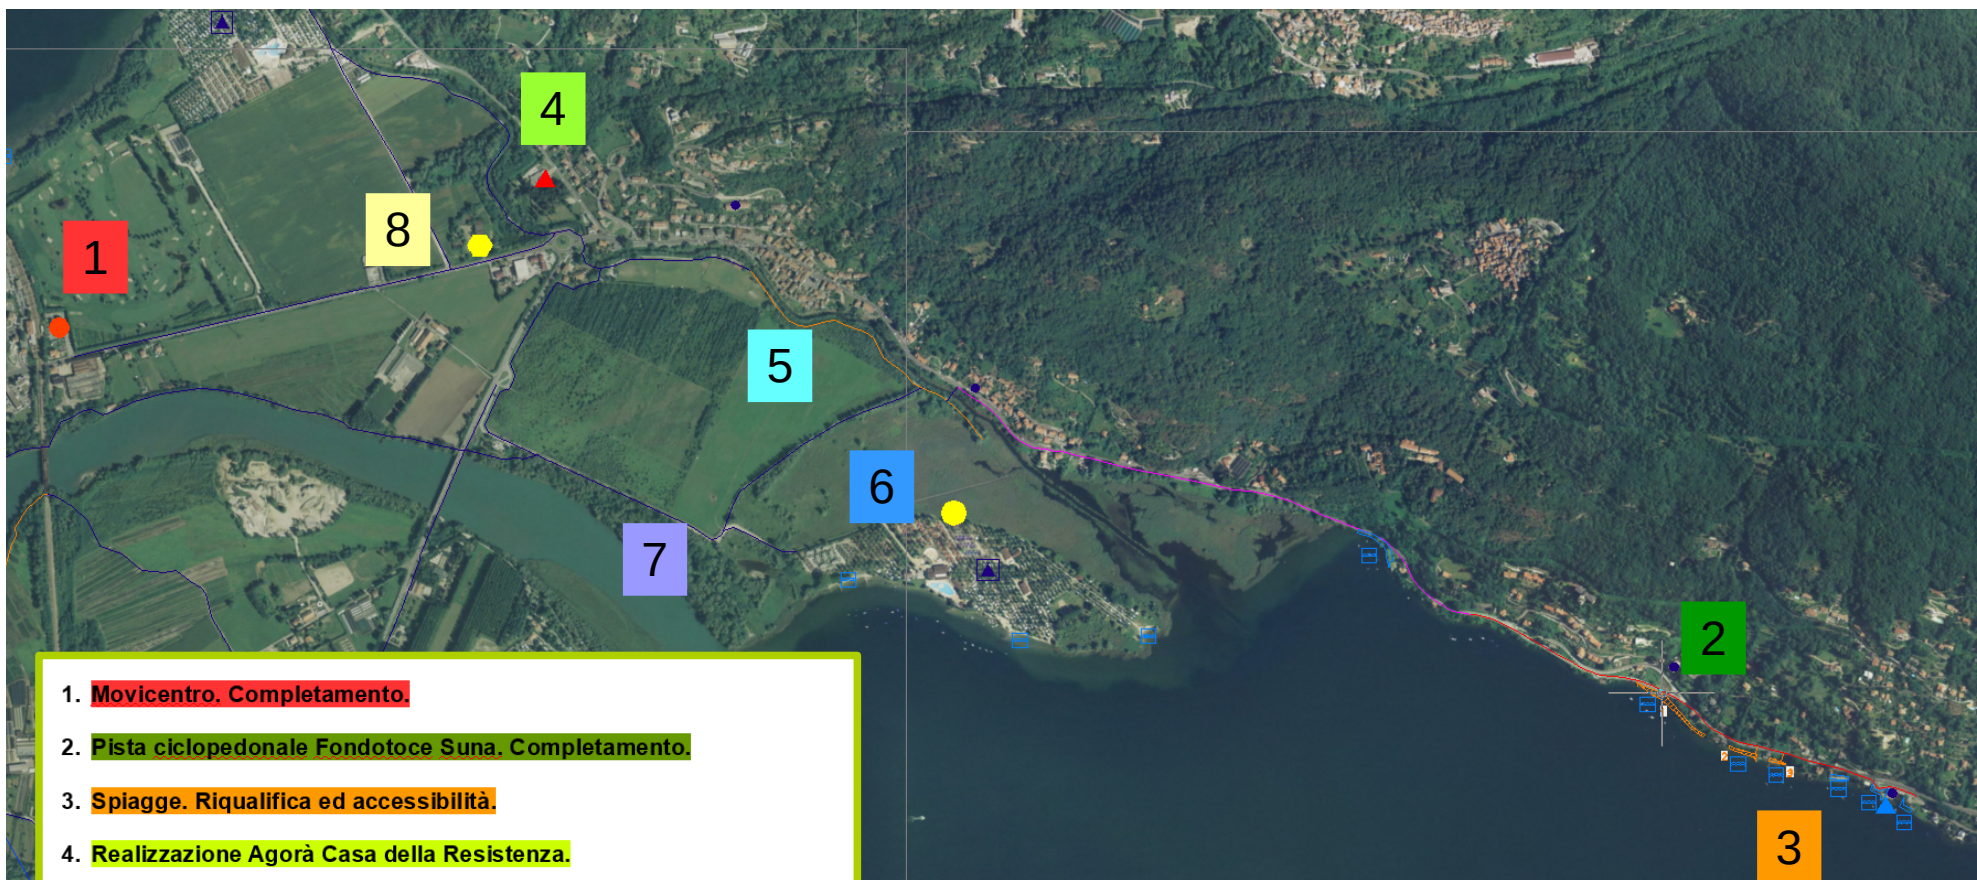 4
8
1
5
6
7
2
3
1. Movicentro. Completamento.
2. Pista ciclopedonale Fondotoce Suna. Completamento.
3. Spiagge. Riqualifica ed accessibilità.
4. Realizzazione Agorà Casa della Resistenza.